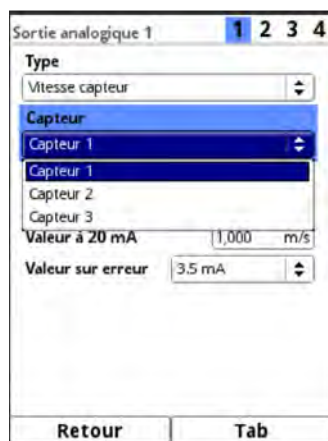 Sortie analogique 1 1 2 3 4
Type
Vitesse capteur
Capteur
Capteur 1
Capteur 1
Capteur 2
Capteur 3
Valeur à 20 mA 1,000 m/s
Valeur sur erreur 3.5 mA
Retour Tab